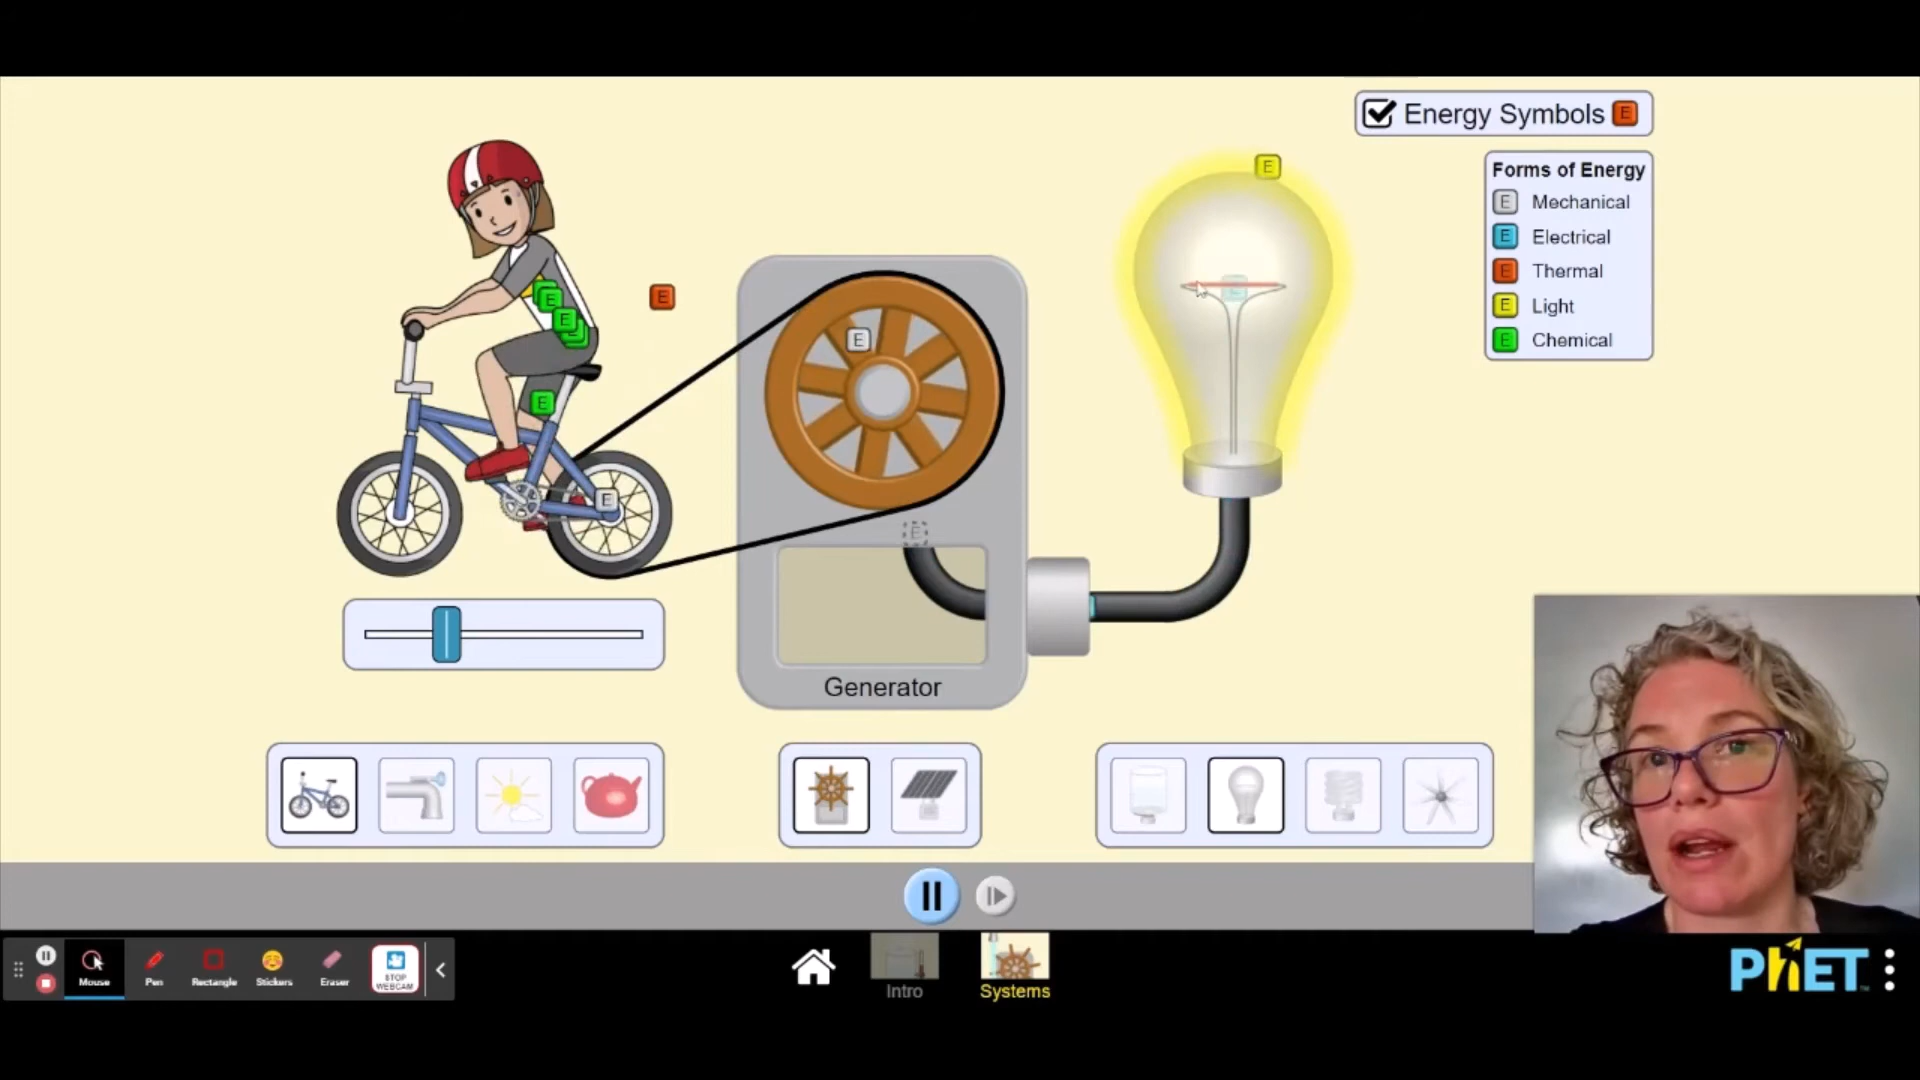 Energy Symbols E
Forms of Energy
E Mechanical
E Electrical
E Thermal
E Light
E Chemical
E
E
E
E
E
E
E
E
E
Generator
Mouse
Pen
Rectangle
Stickers
Eraser
STOP
WEBCAM
Intro
Systems
PhET